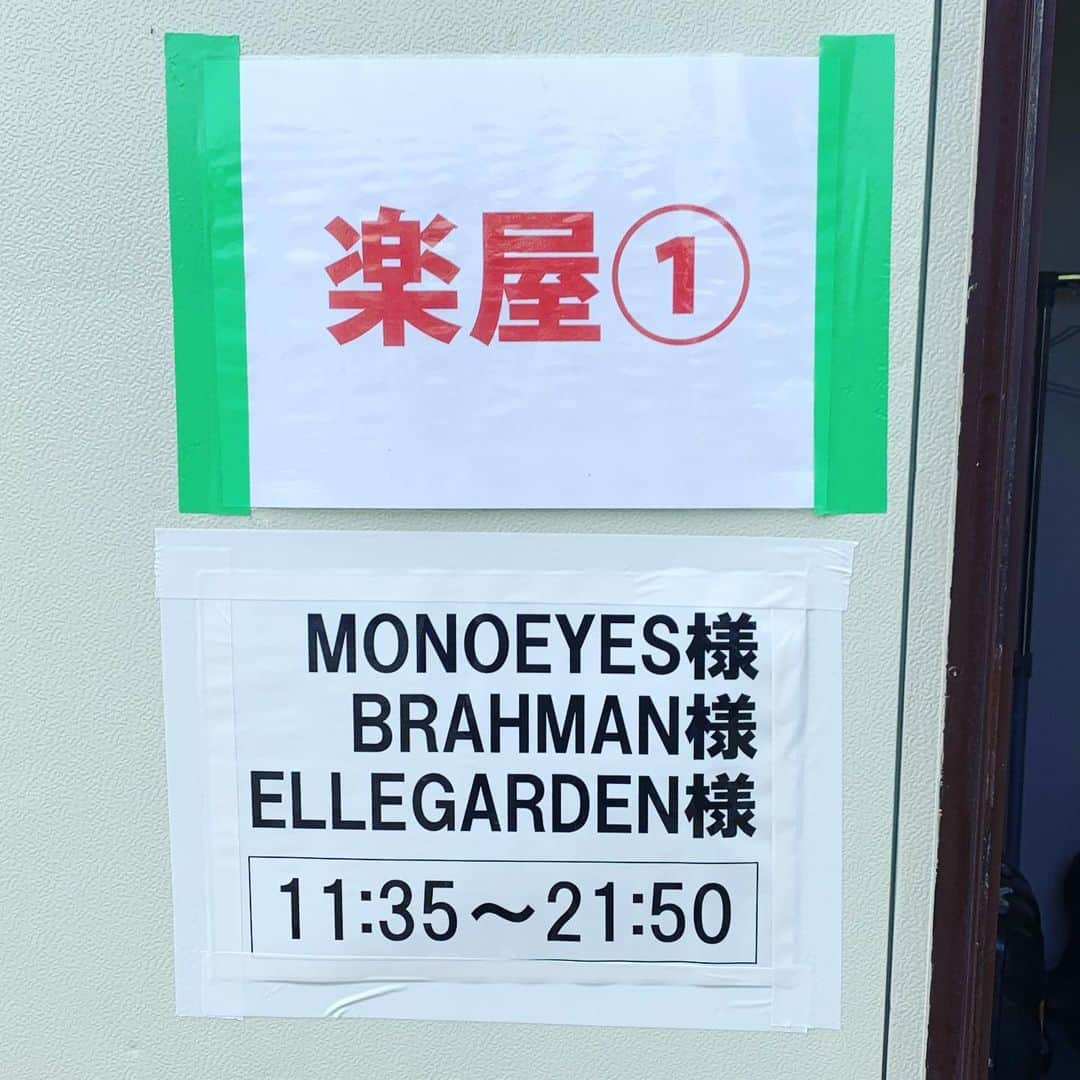 楽屋①
MONOEYES様
BRAHMAN様
ELLEGARDEN様
11:35～21:50